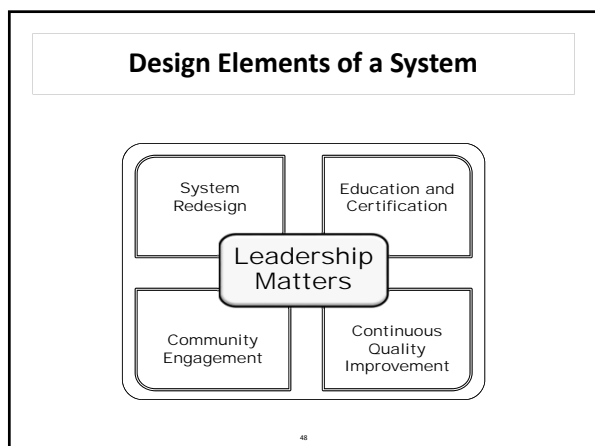 Design Elements of a System
System
Redesign
Education and
Certification
Leadership
Matters
Community
Engagement
Continuous
Quality
Improvement
48